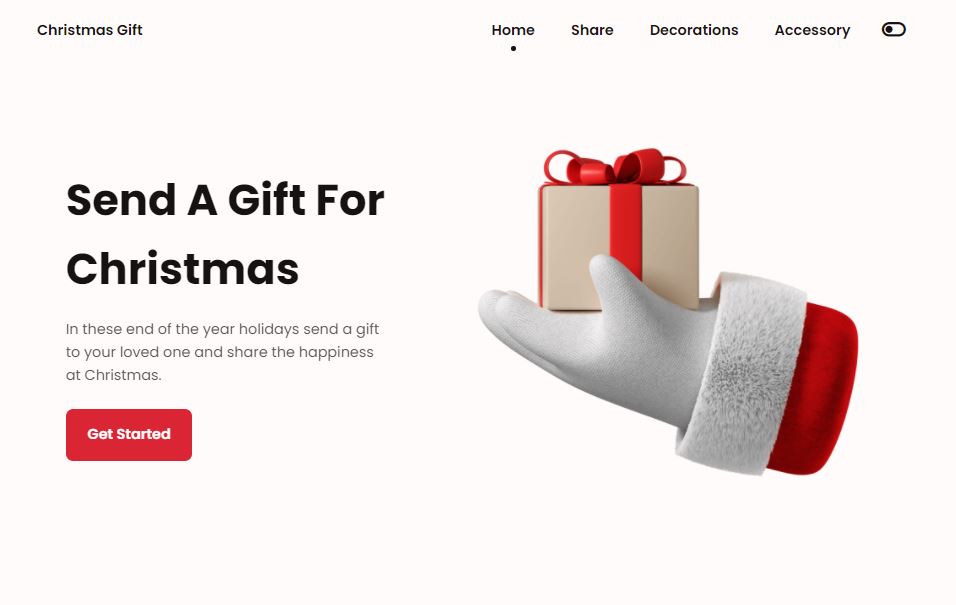 Christmas Gift
Home Share Decorations Accessory
Send A Gift For
Christmas
In these end of the year holidays send a gift
to your loved one and share the happiness
at Christmas.
Get Started